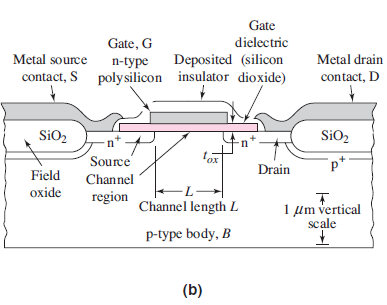 Gate
Gate, G
dielectric
Metal source
n-type
Deposited
(silicon
Metal drain
contact, S
polysilicon
insulator
dioxide)
contact, D
SiO2
n+
n+
SiO2
tox
Source
Drain
p+
Field
oxide
Channel
region
L
Channel length L
1 μm vertical
scale
p-type body, B
(b)